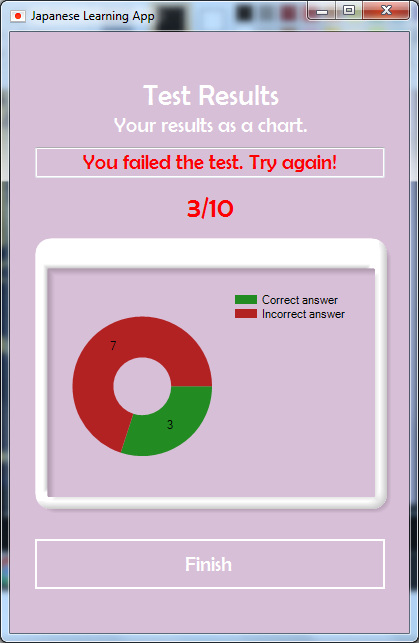 Japanese Learning App
Test Results
Your results as a chart.
You failed the test. Try again!
3/10
Correct answer
Incorrect answer
7
3
Finish